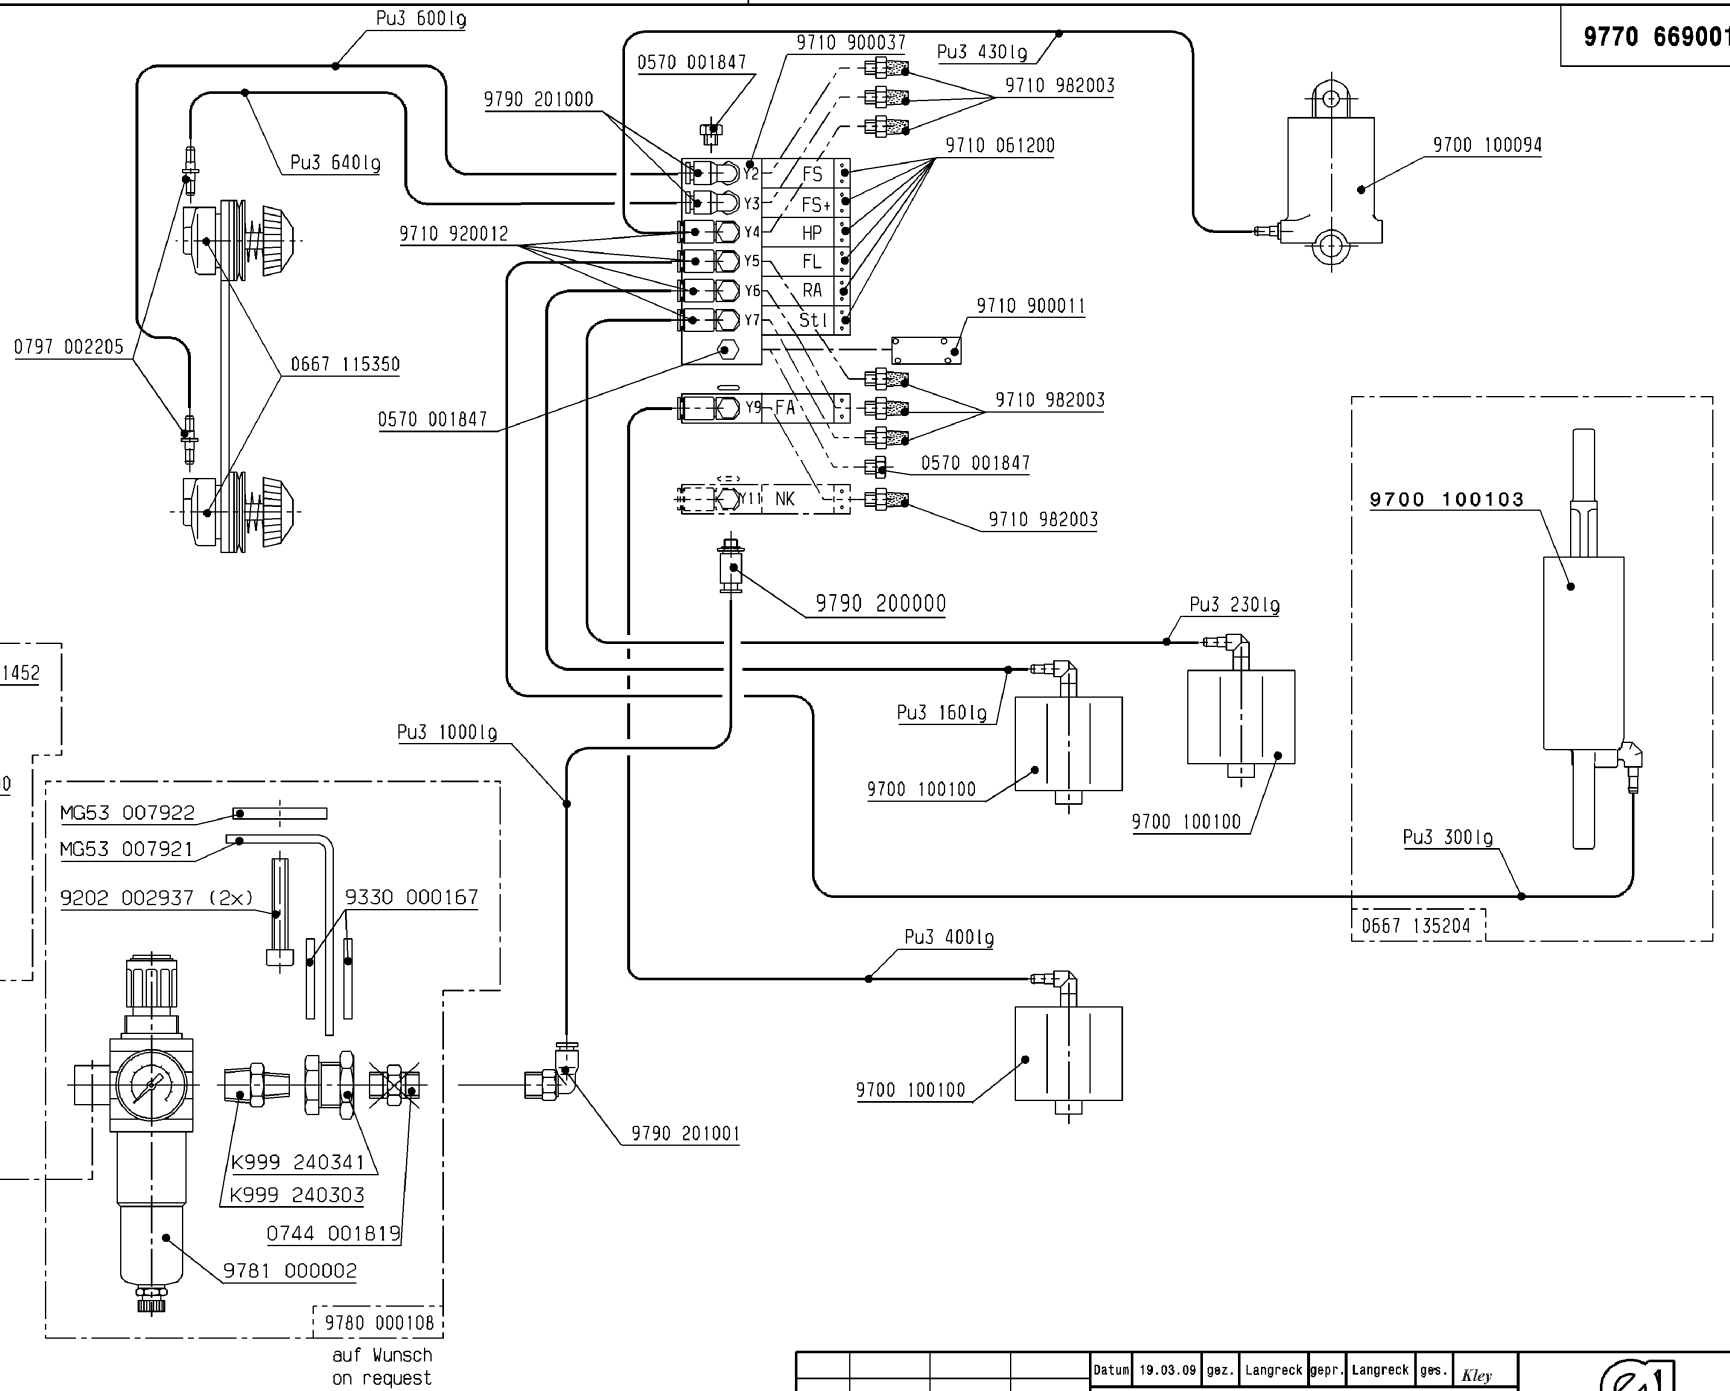 Pu3 600lg
9770 669001
9710 900037
Pu3 430lg
0570 001847
9710 982003
9790 201000
9710 061200
9700 100094
Pu3 640lg
Y2 FS
Y3 FS+
Y4 HP
9710 920012
Y5 FL
Y6 RA
Y7 Stl
9710 900011
0797 002205
0667 115350
9710 982003
Y9 FA
0570 001847
0570 001847
Y11 NK
9700 100103
9710 982003
9790 200000
Pu3 230lg
1452
Pu3 160lg
Pu3 1000lg
9700 100100
MG53 007922
9700 100100
MG53 007921
Pu3 300lg
9202 002937 (2x)
9330 000167
0667 135204
Pu3 400lg
9700 100100
9790 201001
K999 240341
K999 240303
0744 001819
9781 000002
9780 000108
auf Wunsch
on request
Datum 19.03.09 gez. Langreck gepr. Langreck ges. Kley